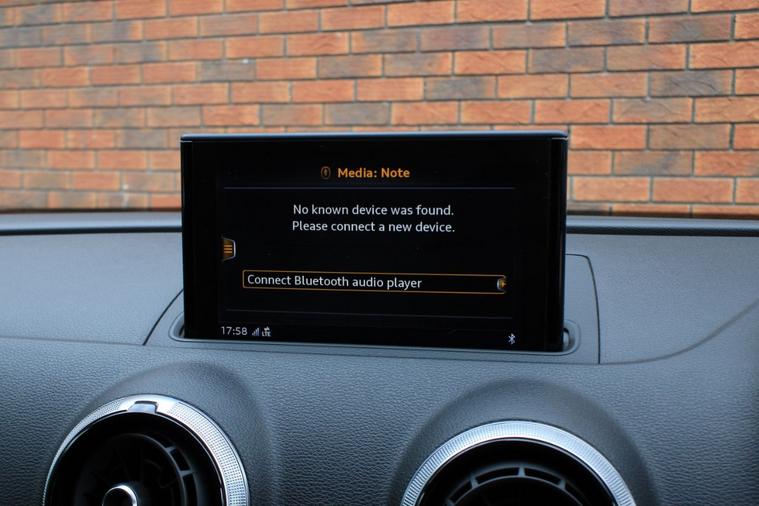 Media: Note
No known device was found.
Please connect a new device.
Connect Bluetooth audio player
17:58 LTE